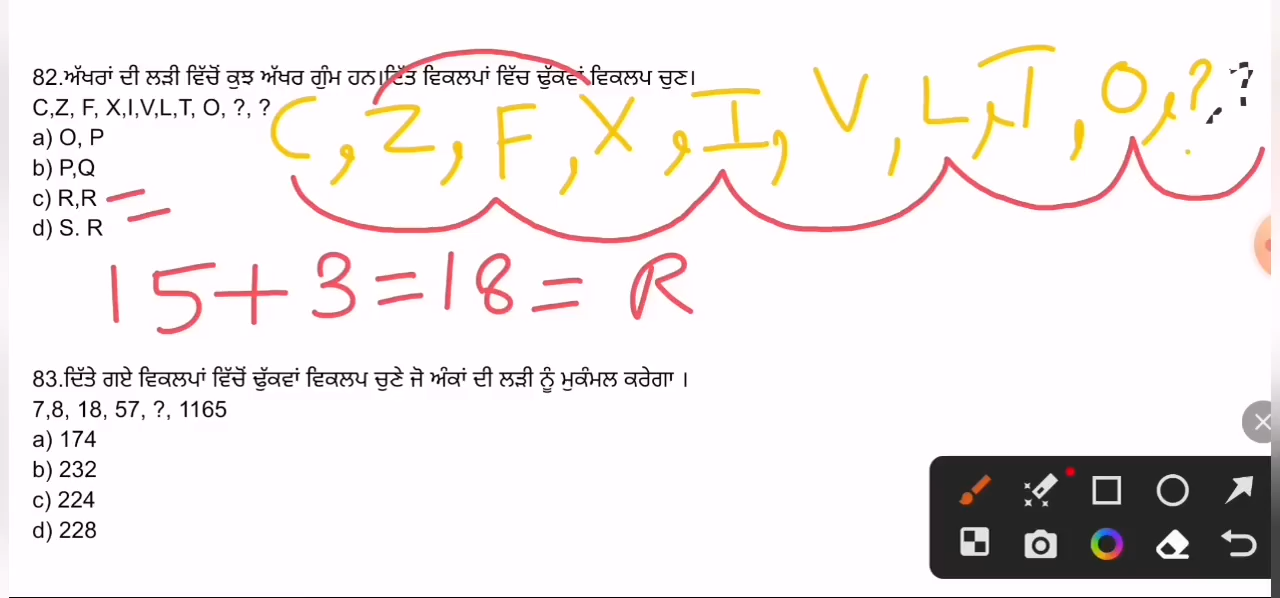 82.ਅੱਖਰਾਂ ਦੀ ਲੜੀ ਵਿੱਚੋਂ ਕੁਝ ਅੱਖਰ ਗੁੰਮ ਹਨ।ਦਿੱਤੇ ਵਿਕਲਪਾਂ ਵਿੱਚ ਢੁੱਕਵਾਂ ਵਿਕਲਪ ਚੁਣ।
C,Z, F, X,I,V,L,T, O, ?, ?
C, Z, F, X, I, V, L, T, O, ?, ?
a) O, P
b) P,Q
c) R,R =
d) S. R
15+3=18= R
83.ਦਿੱਤੇ ਗਏ ਵਿਕਲਪਾਂ ਵਿੱਚੋਂ ਢੁੱਕਵਾਂ ਵਿਕਲਪ ਚੁਣੇ ਜੋ ਅੰਕਾਂ ਦੀ ਲੜੀ ਨੂੰ ਮੁਕੰਮਲ ਕਰੇਗਾ ।
7,8, 18, 57, ?, 1165
a) 174
b) 232
c) 224
d) 228